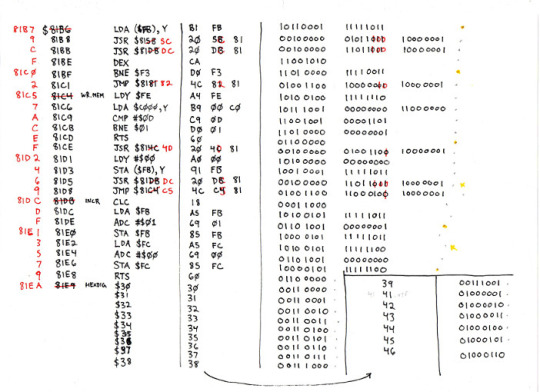 81B7 $81B6 LDA ($FB),Y B1 FB 10110001 11111011
9 81B8 JSR $815B 5C 20 5B 81 00100000 01011100 10000001
C 81BB JSR $81DB DC 20 DB 81 00100000 11011100 10000001
F 81BE DEX CA 11001010
81C0 81BF BNE $F3 D0 F3 11010000 11110011
2 81C1 JMP $8181 82 4C 82 81 01001100 10000010 10000001
81C5 81C4 WR.MEM LDY $FE A4 FE 10100100 11111110
7 81C6 LDA $C000,Y B9 00 C0 10111001 00000000 11000000
A 81C9 CMP #$0D C9 0D 11001001 00001101
C 81CB BNE $01 D0 01 11010000 00000001
E 81CD RTS 60 01100000
F 81CE JSR $814C 4D 20 4D 81 00100000 01001101 10000001
81D2 81D1 LDY #$00 A0 00 10100000 00000000
4 81D3 STA ($FB),Y 91 FB 10010001 11111011
6 81D5 JSR $81DB DC 20 DB 81 00100000 11011100 10000001
9 81D8 JMP $81C4 C5 4C C5 81 01001100 11000101 10000001
81DC 81DB INCR CLC 18 00011000
D 81DC LDA $FB A5 FB 10100101 11111011
F 81DE ADC #$01 69 01 01101001 00000001
81E1 81E0 STA $FB 85 FB 10000101 11111011
3 81E2 LDA $FC A5 FC 10100101 11111100
5 81E4 ADC #$00 69 00 01101001 00000000
7 81E6 STA $FC 85 FC 10000101 11111100
9 81E8 RTS 60 01100000
81EA 81E9 HEXDIG $30 30 00110000 39 00111001
$31 31 00110001 41 01000001
$32 32 00110010 42 01000010
$33 33 00110011 43 01000011
$34 34 00110100 44 01000100
$35 35 00110101 45 01000101
$36 36 00110110 46 01000110
$37 37 00110111
$38 38 00111000